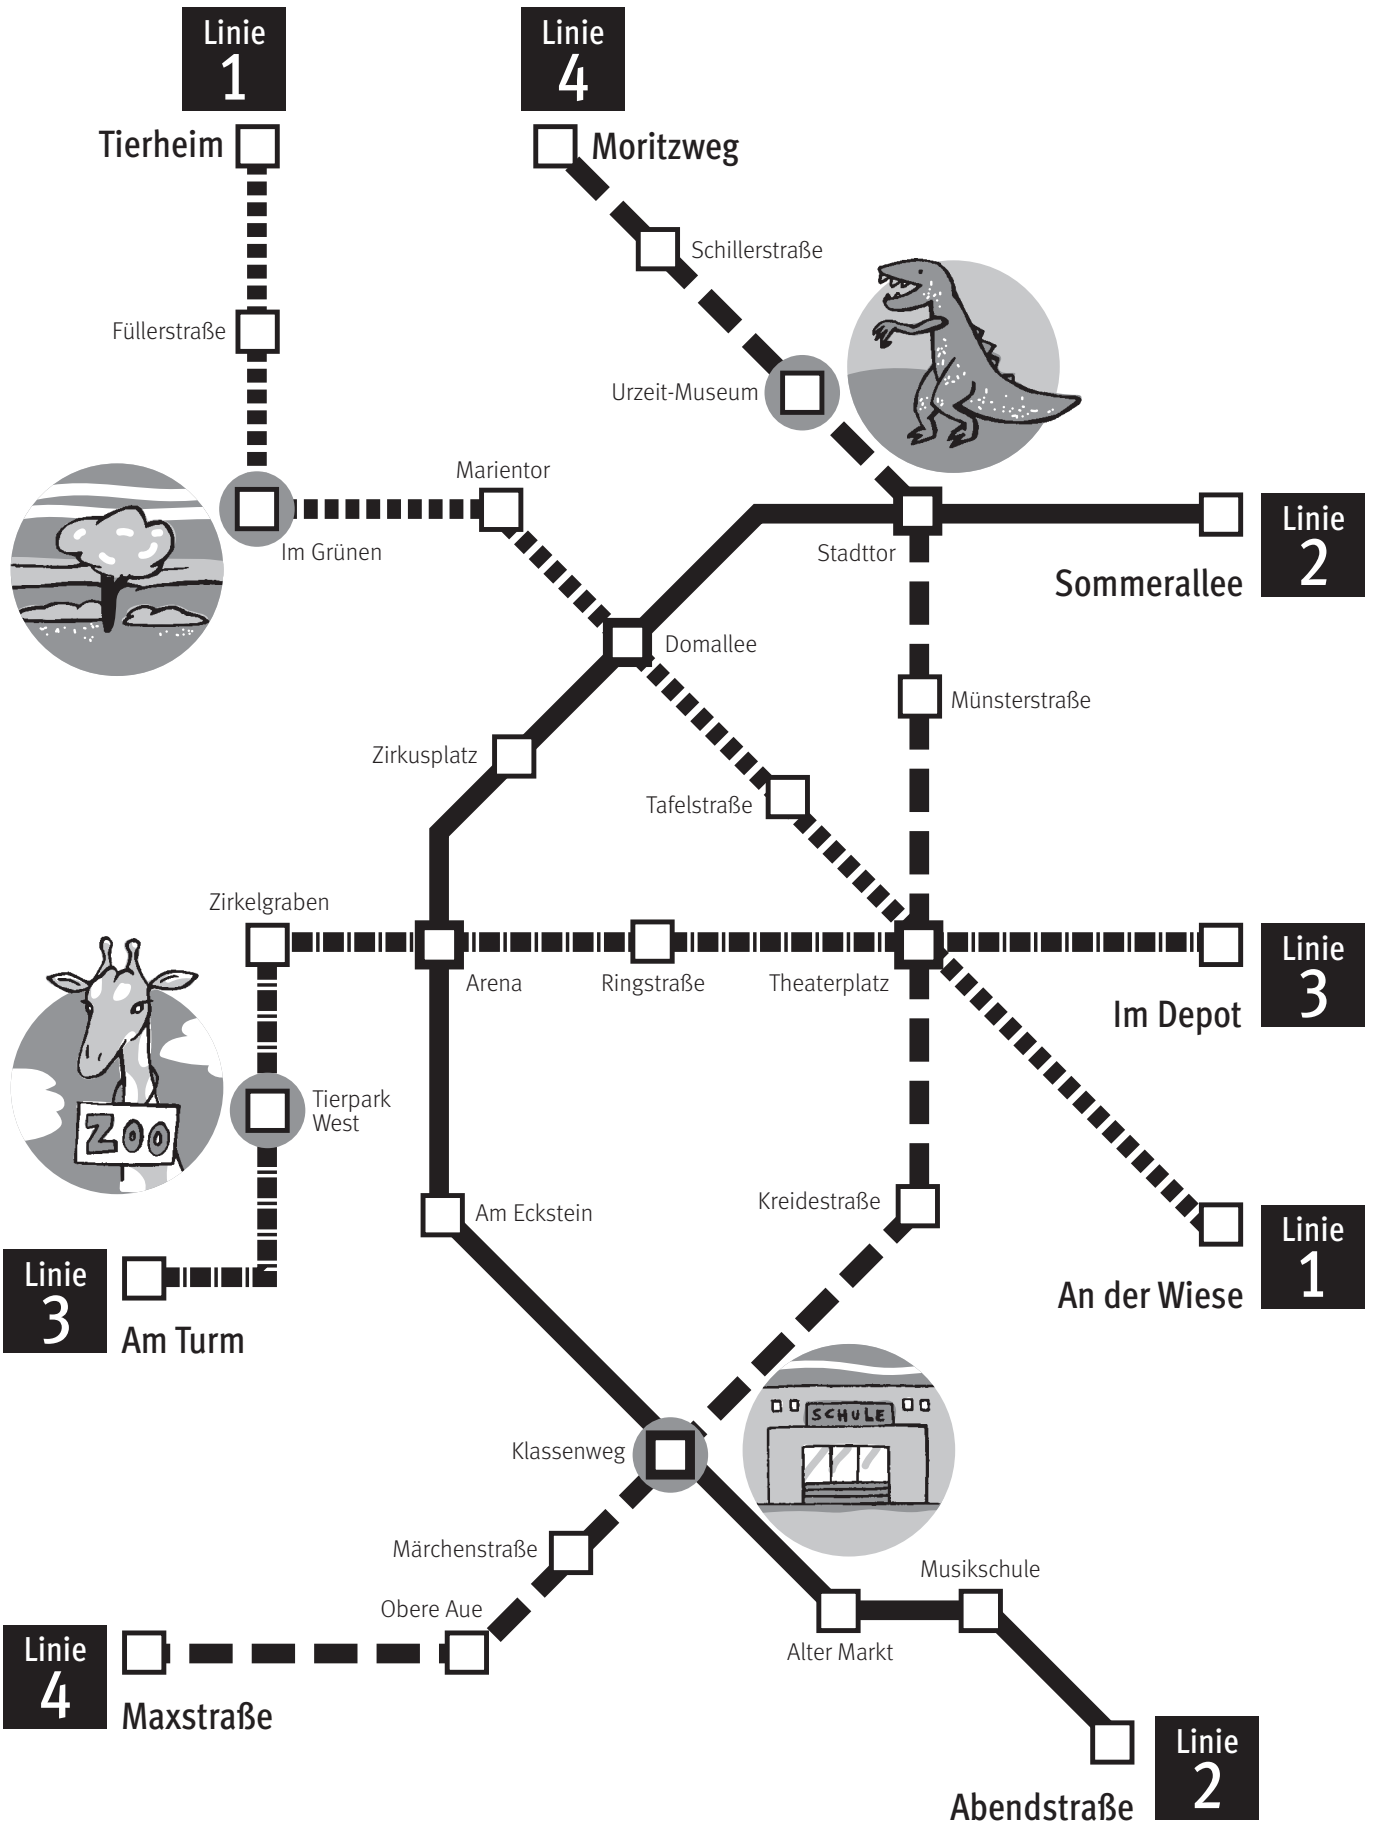 Linie
1
Linie
4
Tierheim
Moritzweg
Schillerstraße
Füllerstraße
Urzeit-Museum
Marientor
Linie
2
Im Grünen
Stadttor
Sommerallee
Domallee
Münsterstraße
Zirkusplatz
Tafelstraße
Zirkelgraben
Linie
3
Arena
Ringstraße
Theaterplatz
Im Depot
Tierpark
West
ZOO
Kreidestraße
Am Eckstein
Linie
1
Linie
3
An der Wiese
Am Turm
SCHULE
Klassenweg
Märchenstraße
Musikschule
Obere Aue
Alter Markt
Linie
4
Maxstraße
Linie
2
Abendstraße